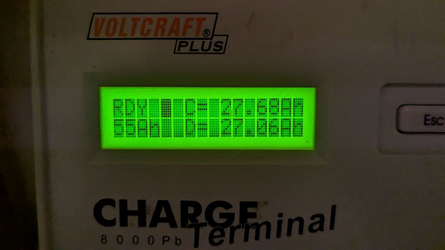 VOLTCRAFT®
PLUS
RDY C= 27.68Ah
55Ah D= 27.06Ah
Esc
CHARGE
8000Pb Terminal